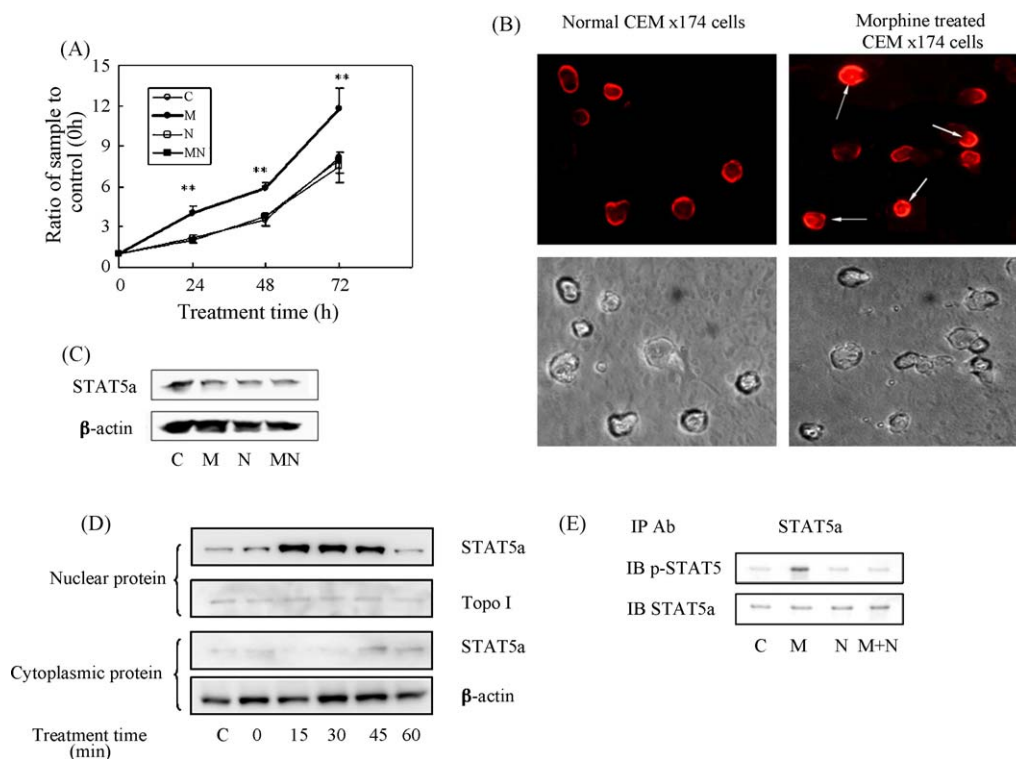 (A)
15
12
9
6
3
0
Ratio of sample to
control (0h)
C
M
N
MN
**
**
**
0 24 48 72
Treatment time (h)
(B)
Normal CEM x174 cells
Morphine treated
CEM x174 cells
(C)
STAT5a
β-actin
C M N MN
(D)
Nuclear protein
STAT5a
Topo I
Cytoplasmic protein
STAT5a
β-actin
Treatment time
(min)
C 0 15 30 45 60
(E)
IP Ab STAT5a
IB p-STAT5
IB STAT5a
C M N M+N